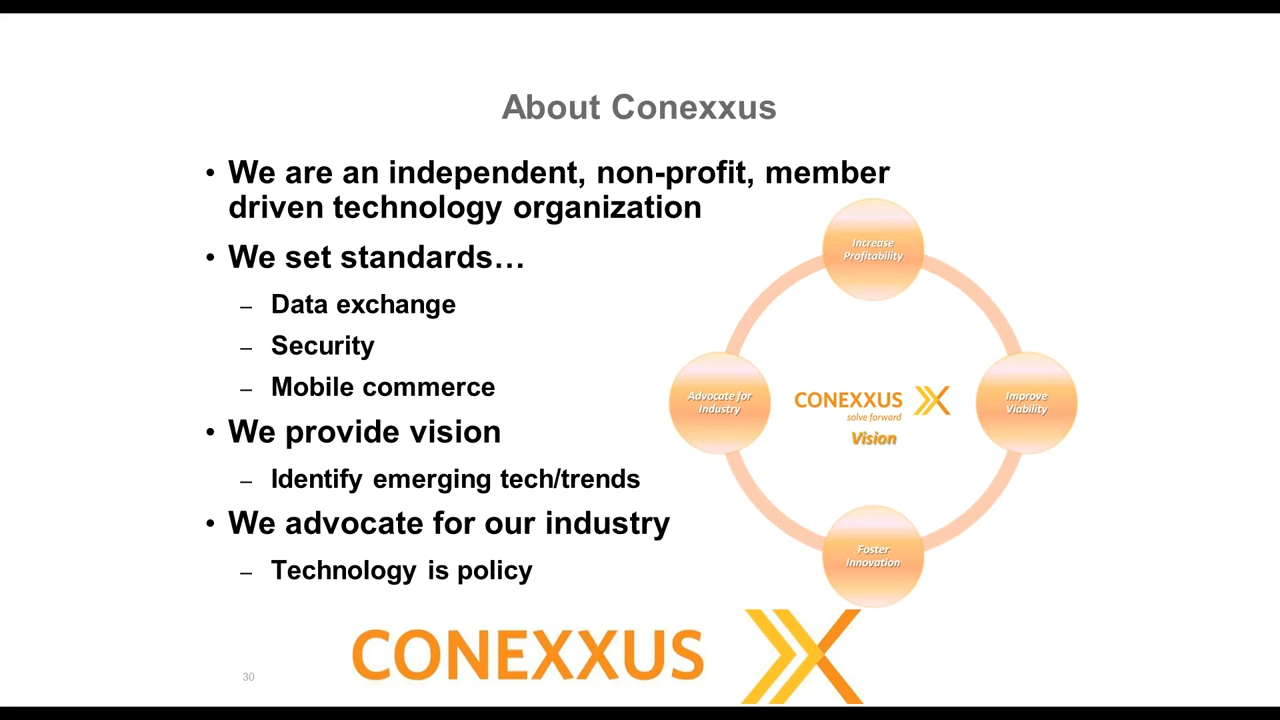 About Conexxus
• We are an independent, non-profit, member
driven technology organization
• We set standards…
– Data exchange
– Security
– Mobile commerce
• We provide vision
– Identify emerging tech/trends
• We advocate for our industry
– Technology is policy
Increase
Profitability
Advocate for
Industry
CONEXXUS
solve forward
Vision
Improve
Viability
Foster
Innovation
CONEXXUS
30